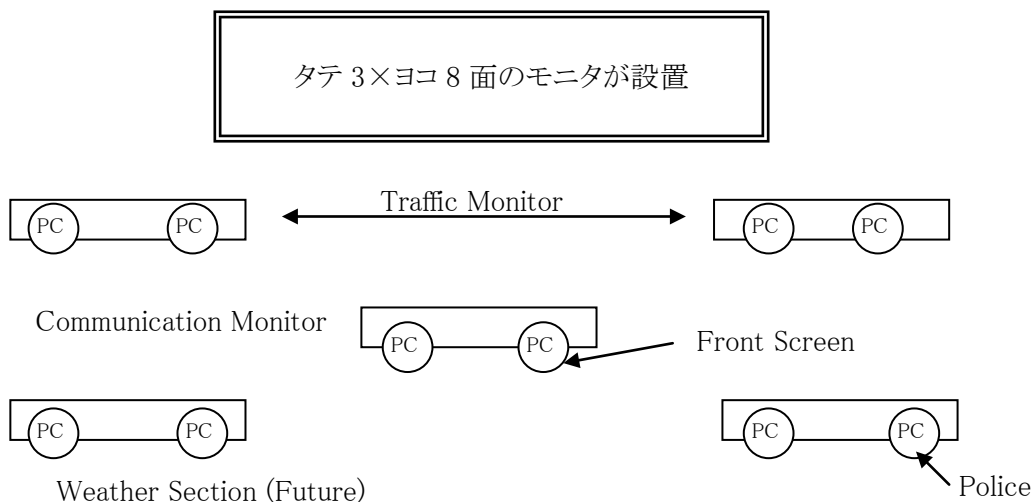 タテ 3×ヨコ 8 面のモニタが設置
Traffic Monitor
PC
PC
PC
PC
Communication Monitor
PC
PC
Front Screen
PC
PC
PC
PC
Weather Section (Future)
Police